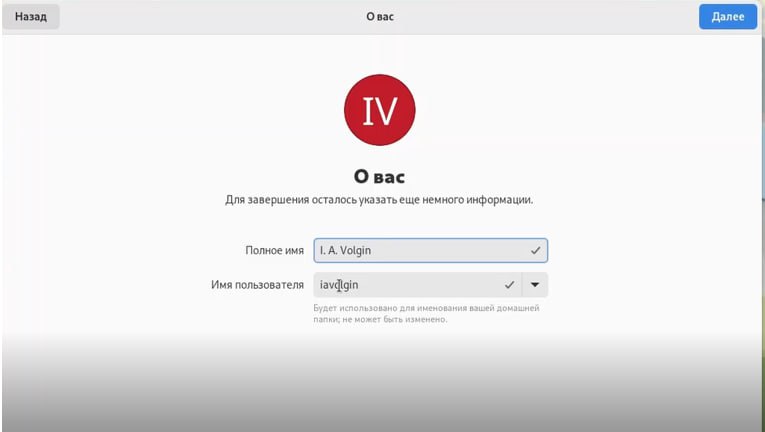 Назад
О вас
Далее
IV
О вас
Для завершения осталось указать еще немного информации.
Полное имя
I. A. Volgin
Имя пользователя
iavolgin
Будет использовано для именования вашей домашней
папки; не может быть изменено.